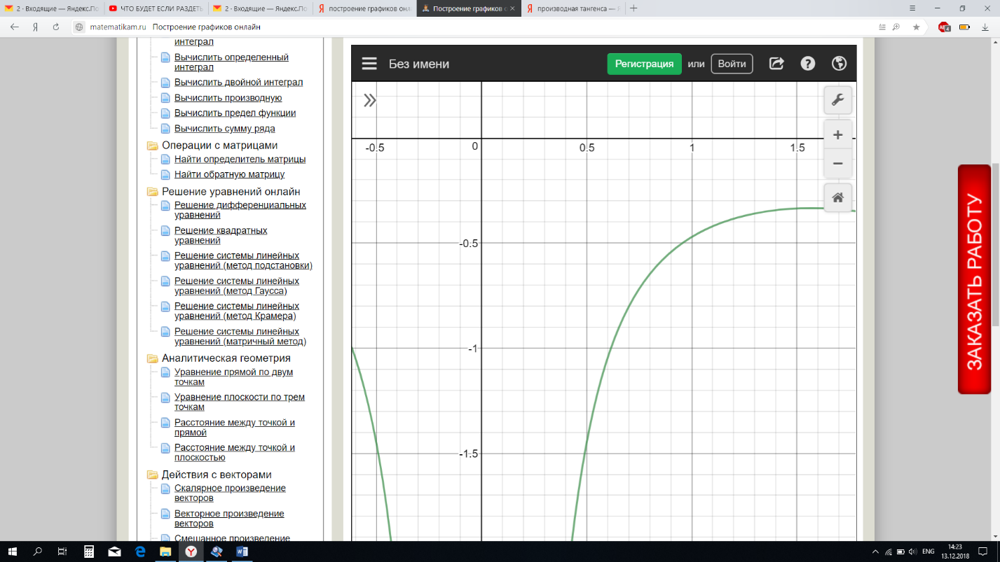 2 · Входящие — Яндекс.По
ЧТО БУДЕТ ЕСЛИ РАЗДЕТЬ
2 · Входящие — Яндекс.По
построение графиков онл
Построение графиков о
производная тангенса —
matematikam.ru Построение графиков онлайн
интеграл
Вычислить определенный
интеграл
Вычислить двойной интеграл
Вычислить производную
Вычислить предел функции
Вычислить сумму ряда
Операции с матрицами
Найти определитель матрицы
Найти обратную матрицу
Решение уравнений онлайн
Решение дифференциальных
уравнений
Решение квадратных
уравнений
Решение системы линейных
уравнений (метод подстановки)
Решение системы линейных
уравнений (метод Гаусса)
Решение системы линейных
уравнений (метод Крамера)
Решение системы линейных
уравнений (матричный метод)
Аналитическая геометрия
Уравнение прямой по двум
точкам
Уравнение плоскости по трем
точкам
Расстояние между точкой и
прямой
Расстояние между точкой и
плоскостью
Действия с векторами
Скалярное произведение
векторов
Векторное произведение
векторов
Смешанное произведение
Без имени
Регистрация или Войти
-0.5 0 0.5 1 1.5
-0.5
-1
-1.5
ЗАКАЗАТЬ РАБОТУ
ENG
14:23
13.12.2018